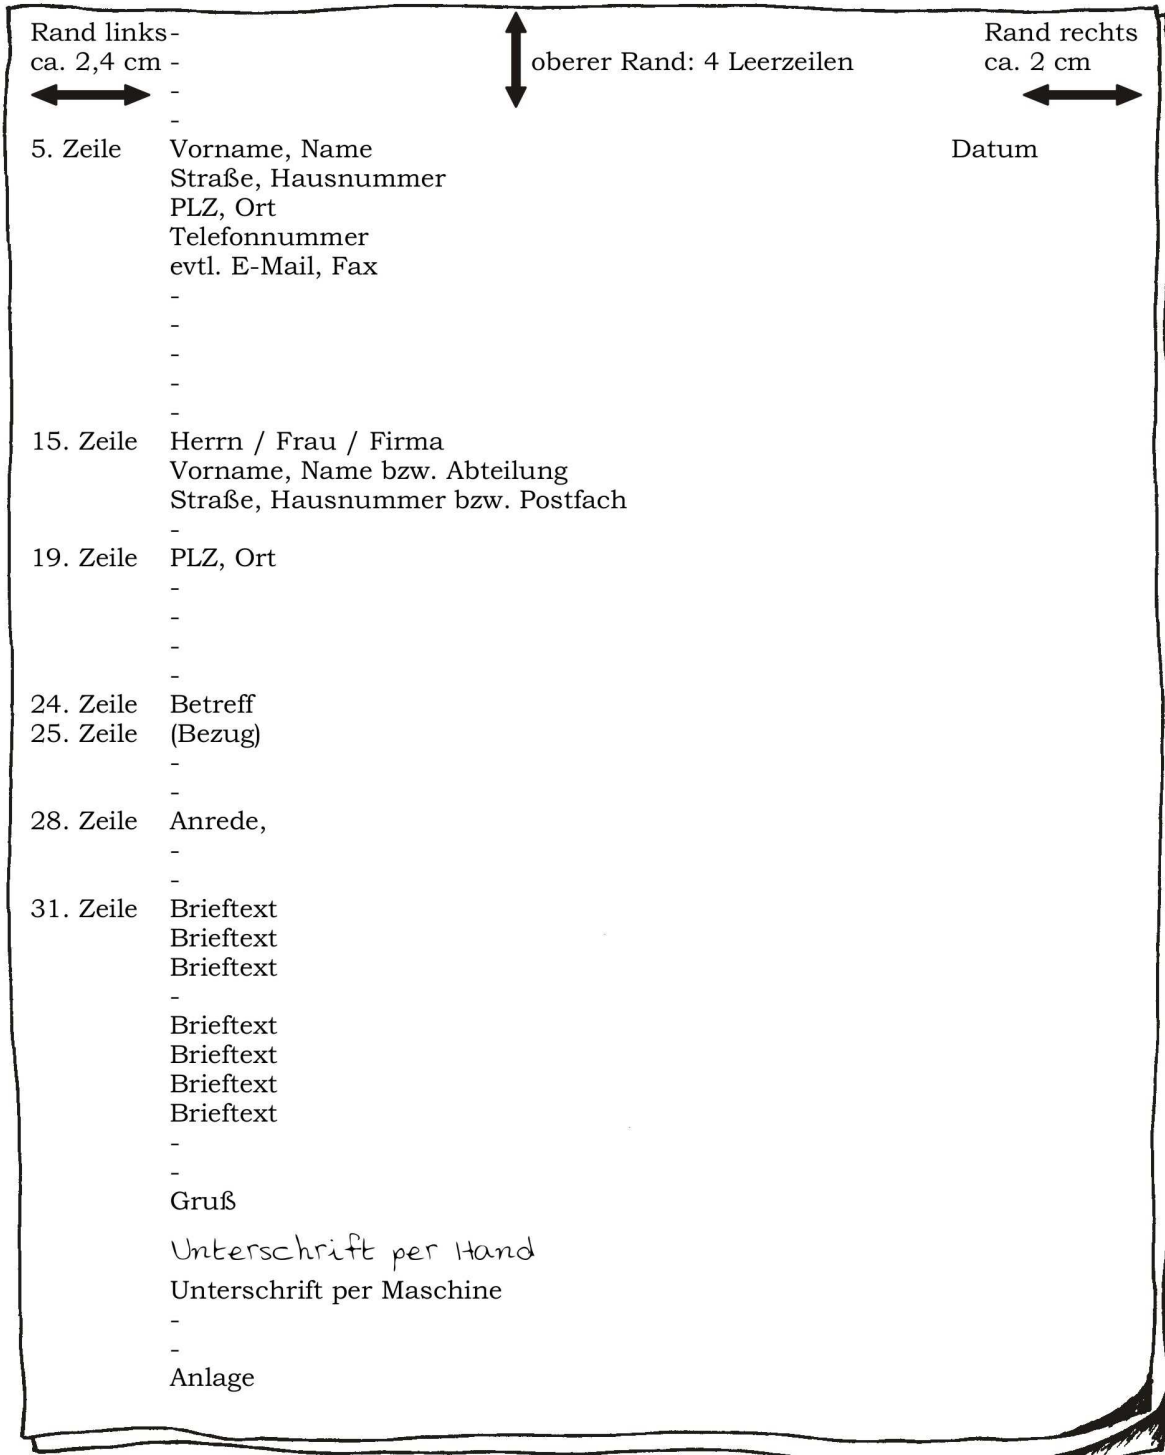 Rand links- Rand rechts
ca. 2,4 cm - oberer Rand: 4 Leerzeilen ca. 2 cm
-
-
5. Zeile Vorname, Name Datum
Straße, Hausnummer
PLZ, Ort
Telefonnummer
evtl. E-Mail, Fax
-
-
-
-
-
15. Zeile Herrn / Frau / Firma
Vorname, Name bzw. Abteilung
Straße, Hausnummer bzw. Postfach
-
19. Zeile PLZ, Ort
-
-
-
-
24. Zeile Betreff
25. Zeile (Bezug)
-
-
28. Zeile Anrede,
-
-
31. Zeile Brieftext
Brieftext
Brieftext
-
Brieftext
Brieftext
Brieftext
Brieftext
-
-
Gruß
Unterschrift per Hand
Unterschrift per Maschine
-
-
Anlage